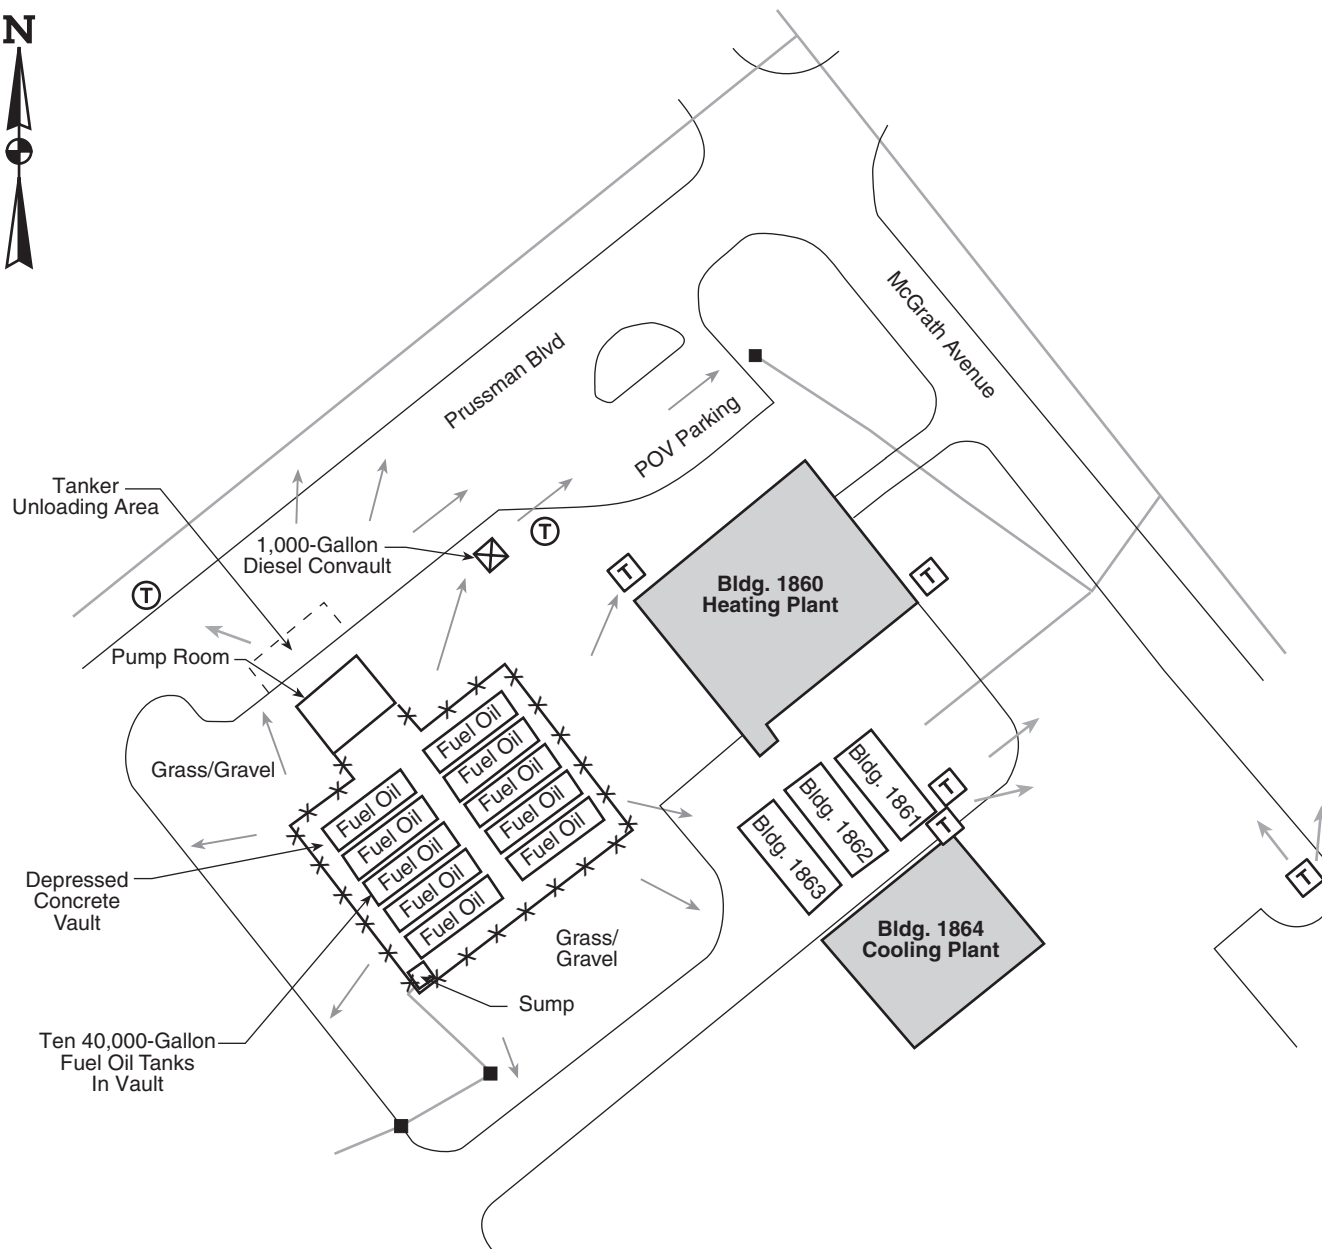 N
McGrath Avenue
Prussman Blvd
POV Parking
Tanker
Unloading Area
1,000-Gallon
Diesel Convault
T
T
T
T
Bldg. 1860
Heating Plant
Pump Room
Grass/Gravel
Fuel Oil
Fuel Oil
Fuel Oil
Fuel Oil
Fuel Oil
Fuel Oil
Fuel Oil
Fuel Oil
Fuel Oil
Fuel Oil
Bldg. 1861
Bldg. 1862
Bldg. 1863
T
T
T
Depressed
Concrete
Vault
Grass/
Gravel
Bldg. 1864
Cooling Plant
Sump
Ten 40,000-Gallon
Fuel Oil Tanks
In Vault